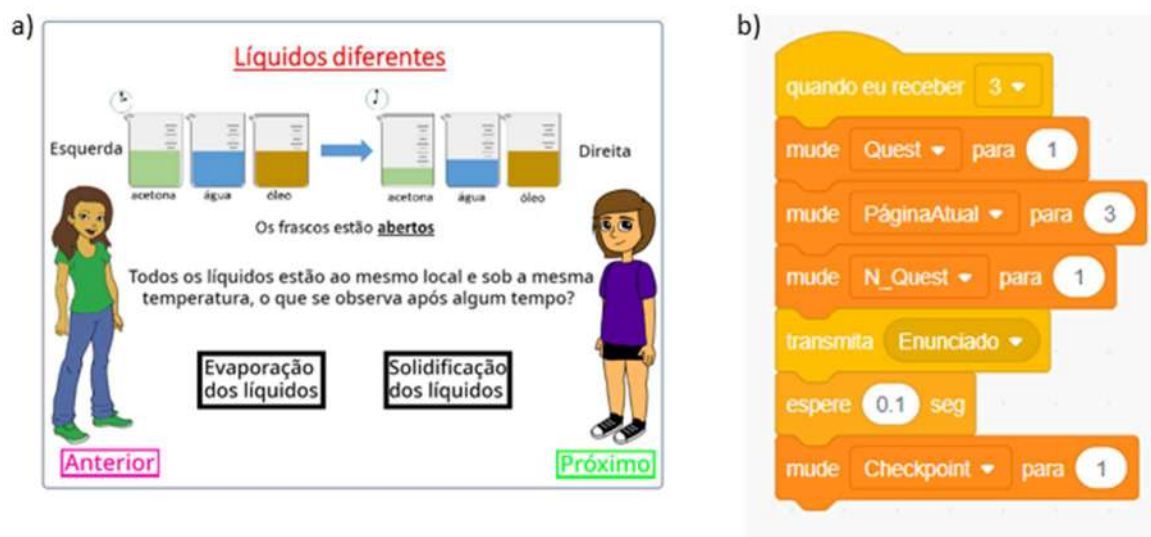 a)
Líquidos diferentes
Esquerda
acetona água óleo
acetona água óleo
Direita
Os frascos estão abertos
Todos os líquidos estão ao mesmo local e sob a mesma
temperatura, o que se observa após algum tempo?
Evaporação
dos líquidos
Solidificação
dos líquidos
Anterior
Próximo
b)
quando eu receber 3
mude Quest para 1
mude PáginaAtual para 3
mude N_Quest para 1
transmita Enunciado
espere 0.1 seg
mude Checkpoint para 1